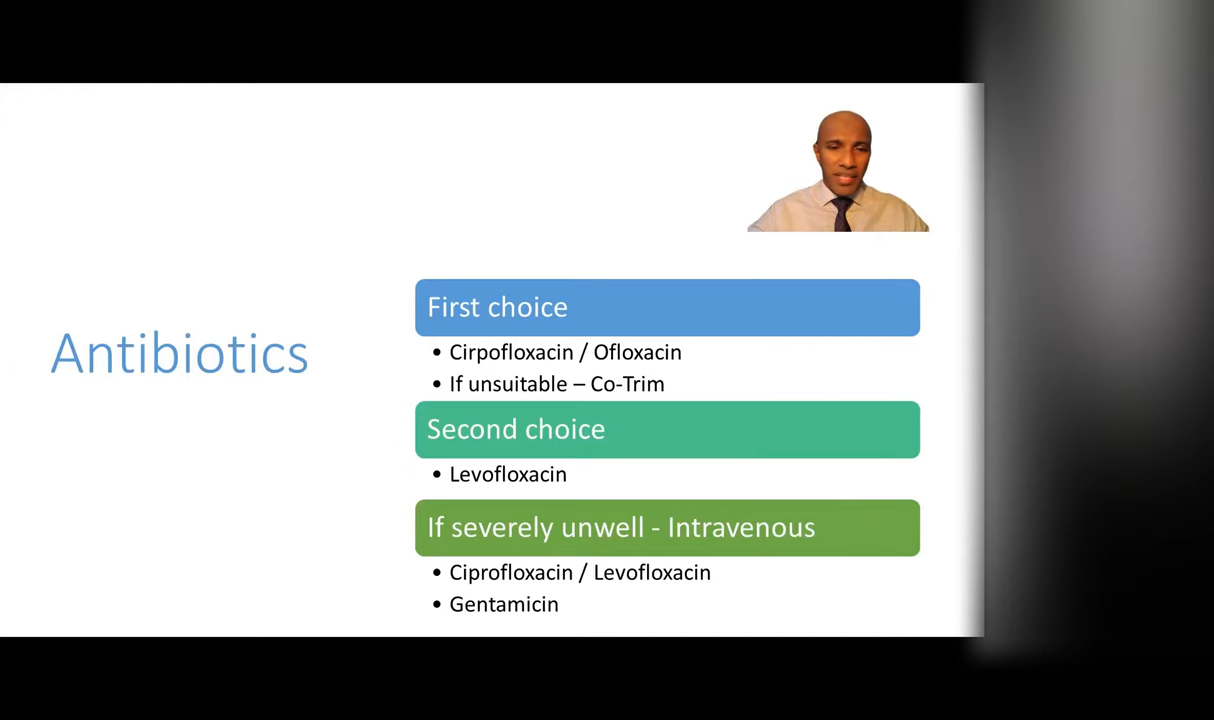 Antibiotics
First choice
• Cirpofloxacin / Ofloxacin
• If unsuitable – Co-Trim
Second choice
• Levofloxacin
If severely unwell - Intravenous
• Ciprofloxacin / Levofloxacin
• Gentamicin